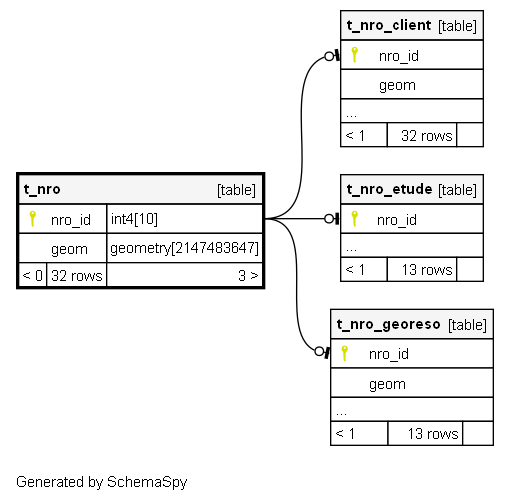 t_nro_client [table]
nro_id
geom
...
< 1 32 rows
t_nro [table]
nro_id int4[10]
geom geometry[2147483647]
< 0 32 rows 3 >
t_nro_etude [table]
nro_id
...
< 1 13 rows
t_nro_georeso [table]
nro_id
geom
...
< 1 13 rows
Generated by SchemaSpy